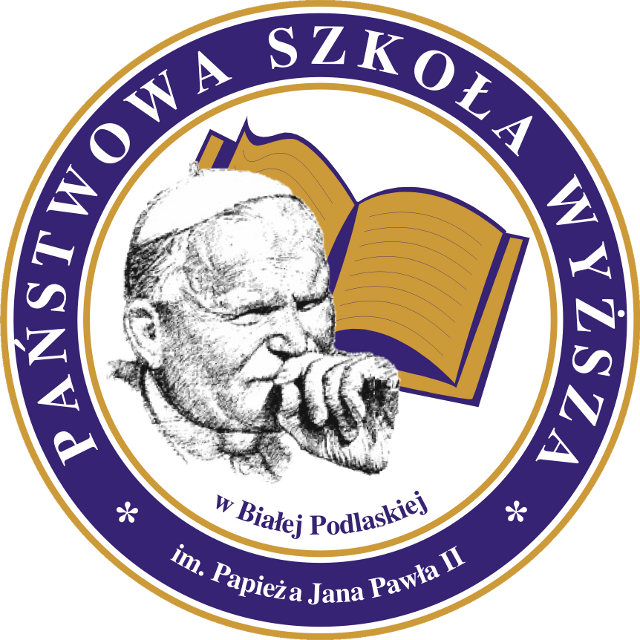 PAŃSTWOWA SZKOŁA WYŻSZA
w Białej Podlaskiej
* im. Papieża Jana Pawła II *